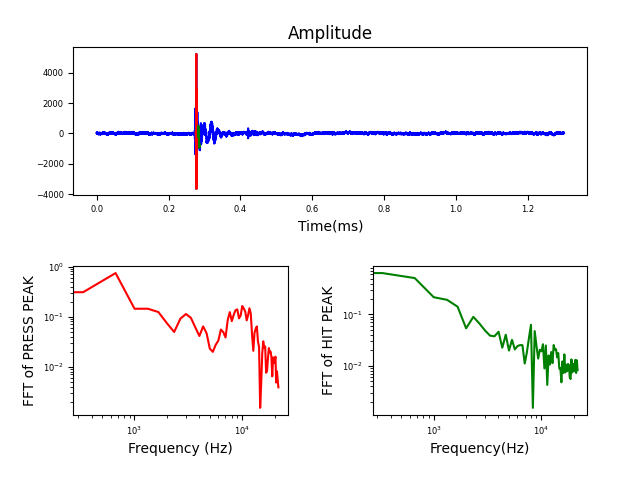 Amplitude
4000
2000
0
−2000
−4000
0.0 0.2 0.4 0.6 0.8 1.0 1.2
Time(ms)
FFT of PRESS PEAK
10⁰
10⁻¹
10⁻²
10³ 10⁴
Frequency (Hz)
FFT of HIT PEAK
10⁻¹
10⁻²
10³ 10⁴
Frequency(Hz)